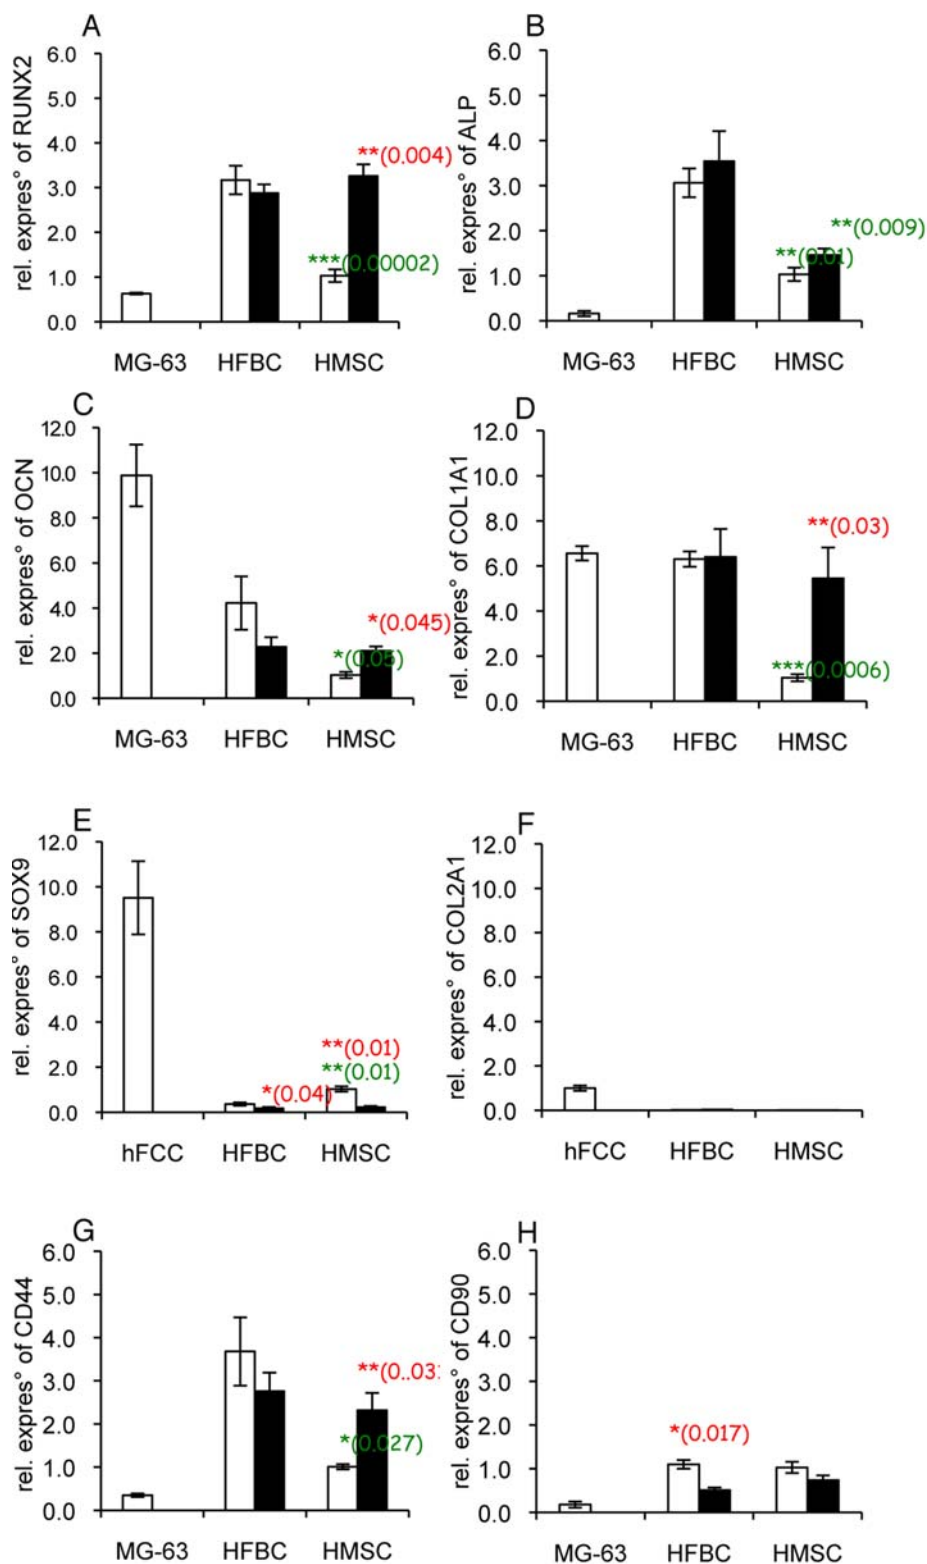 A
rel. expres° of RUNX2
6.0
5.0
4.0
3.0
2.0
1.0
0.0
**(0.004)
***(0.00002)
MG-63 HFBC HMSC
B
rel. expres° of ALP
6.0
5.0
4.0
3.0
2.0
1.0
0.0
**(0.009)
**(0.01)
MG-63 HFBC HMSC
C
rel. expres° of OCN
12.0
10.0
8.0
6.0
4.0
2.0
0.0
*(0.045)
*(0.05)
MG-63 HFBC HMSC
D
rel. expres° of COL1A1
12.0
10.0
8.0
6.0
4.0
2.0
0.0
**(0.03)
***(0.0006)
MG-63 HFBC HMSC
E
rel. expres° of SOX9
12.0
10.0
8.0
6.0
4.0
2.0
0.0
**(0.01)
**(0.01)
*(0.04)
hFCC HFBC HMSC
F
rel. expres° of COL2A1
12.0
10.0
8.0
6.0
4.0
2.0
0.0
hFCC HFBC HMSC
G
rel. expres° of CD44
6.0
5.0
4.0
3.0
2.0
1.0
0.0
**(0..03
*(0.027)
MG-63 HFBC HMSC
H
rel. expres° of CD90
6.0
5.0
4.0
3.0
2.0
1.0
0.0
*(0.017)
MG-63 HFBC HMSC